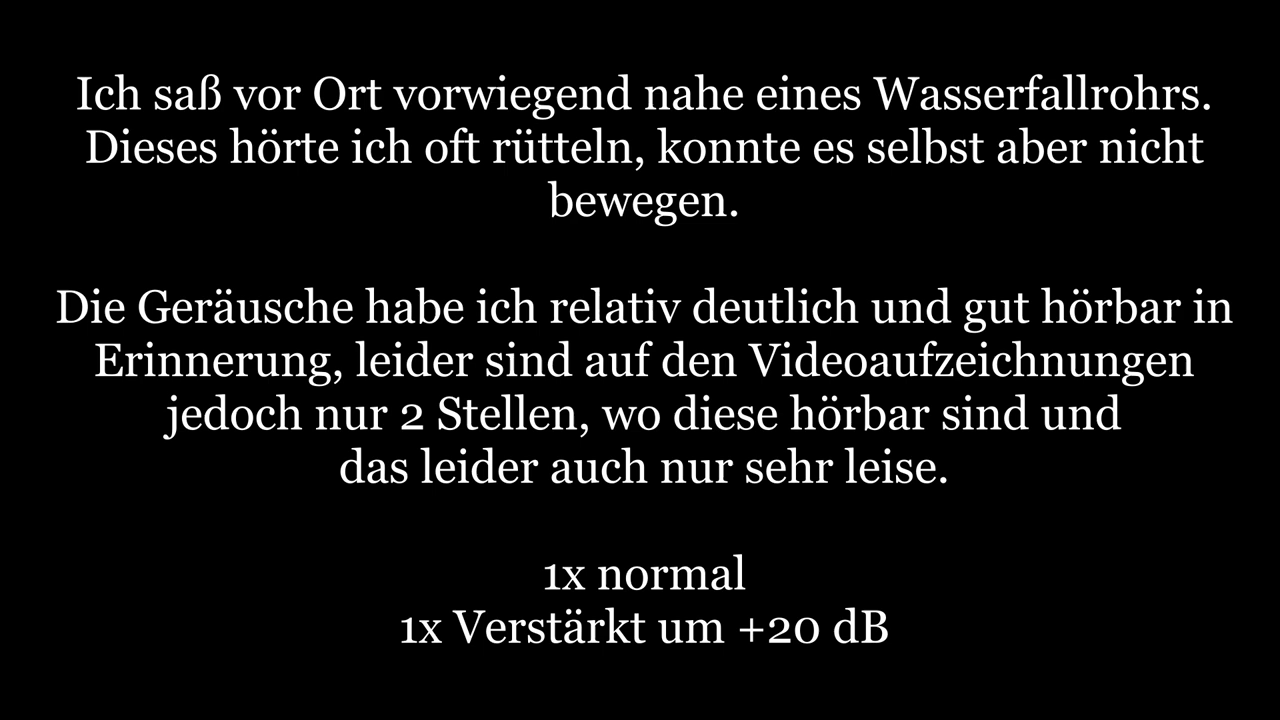 Ich saß vor Ort vorwiegend nahe eines Wasserfallrohrs.
Dieses hörte ich oft rütteln, konnte es selbst aber nicht
bewegen.
Die Geräusche habe ich relativ deutlich und gut hörbar in
Erinnerung, leider sind auf den Videoaufzeichnungen
jedoch nur 2 Stellen, wo diese hörbar sind und
das leider auch nur sehr leise.
1x normal
1x Verstärkt um +20 dB